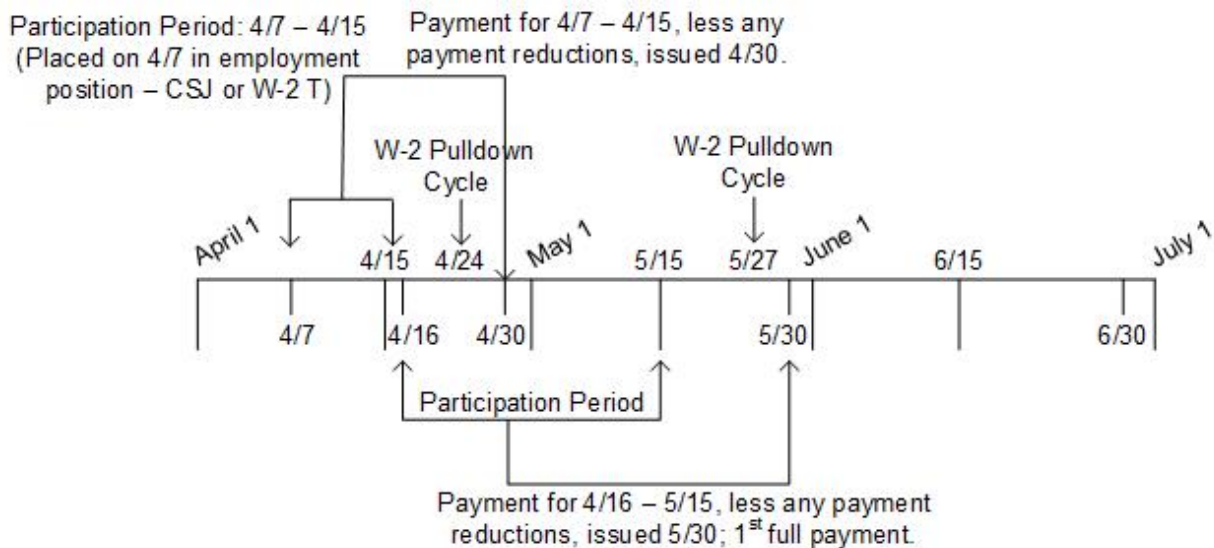 Participation Period: 4/7 – 4/15
(Placed on 4/7 in employment
position – CSJ or W-2 T)
Payment for 4/7 – 4/15, less any
payment reductions, issued 4/30.
W-2 Pulldown
Cycle
W-2 Pulldown
Cycle
April 1
4/15
4/24
May 1
5/15
5/27
June 1
6/15
July 1
4/7
4/16
4/30
5/30
6/30
Participation Period
Payment for 4/16 – 5/15, less any payment
reductions, issued 5/30; 1st full payment.